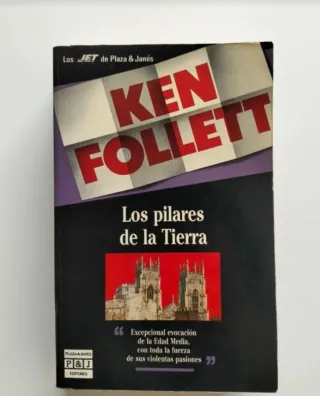 Los JET de Plaza & Janés
KEN
FOLLETT
Los pilares
de la Tierra
“ Excepcional evocación
de la Edad Media,
con toda la fuerza
de sus violentas pasiones ”
PLAZA & JANES
P & J
EDITORES